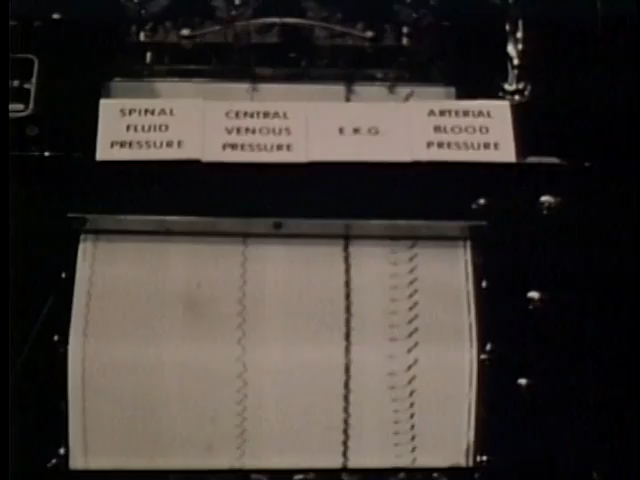 SPINAL
FLUID
PRESSURE
CENTRAL
VENOUS
PRESSURE
E.K.G.
ARTERIAL
BLOOD
PRESSURE